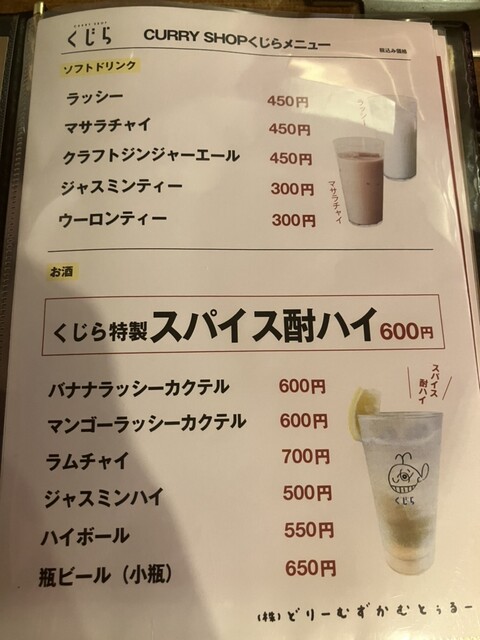 CURRY SHOP
くじら
CURRY SHOPくじらメニュー
税込み価格
ソフトドリンク
ラッシー 450円
マサラチャイ 450円
クラフトジンジャーエール 450円
ジャスミンティー 300円
ウーロンティー 300円
ラッシー
マサラチャイ
お酒
くじら特製スパイス酎ハイ600円
バナナラッシーカクテル 600円
マンゴーラッシーカクテル 600円
ラムチャイ 700円
ジャスミンハイ 500円
ハイボール 550円
瓶ビール（小瓶） 650円
スパイス
酎ハイ
くじら
(株)どりーむずかむとぅるー